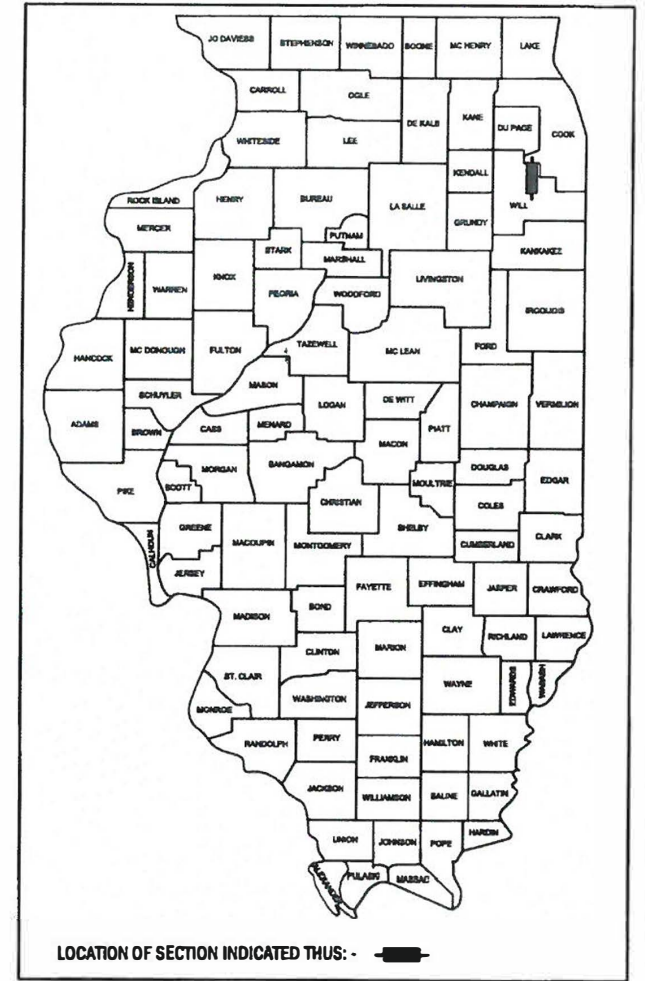 JO DAVIESS
STEPHENSON
WINNEBAGO
BOONE
MC HENRY
LAKE
CARROLL
OGLE
DE KALB
KANE
DU PAGE
COOK
WHITESIDE
LEE
KENDALL
WILL
ROCK ISLAND
HENRY
BUREAU
LA SALLE
GRUNDY
MERCER
PUTNAM
STARK
MARSHALL
KANKAKEE
HENDERSON
WARREN
KNOX
PEORIA
WOODFORD
LIVINGSTON
IROQUOIS
HANCOCK
MC DONOUGH
FULTON
TAZEWELL
MC LEAN
FORD
MASON
SCHUYLER
LOGAN
DE WITT
CHAMPAIGN
VERMILION
ADAMS
BROWN
CASS
MENARD
MACON
PIATT
MORGAN
SANGAMON
DOUGLAS
EDGAR
PIKE
SCOTT
CHRISTIAN
MOULTRIE
COLES
GREENE
CALHOUN
MACOUPIN
MONTGOMERY
SHELBY
CUMBERLAND
CLARK
JERSEY
FAYETTE
EFFINGHAM
JASPER
CRAWFORD
MADISON
BOND
CLINTON
MARION
CLAY
RICHLAND
LAWRENCE
ST. CLAIR
WASHINGTON
JEFFERSON
WAYNE
EDWARDS
WABASH
MONROE
RANDOLPH
PERRY
FRANKLIN
HAMILTON
WHITE
JACKSON
WILLIAMSON
SALINE
GALLATIN
UNION
JOHNSON
POPE
HARDIN
ALEXANDER
PULASKI
MASSAC
LOCATION OF SECTION INDICATED THUS: -